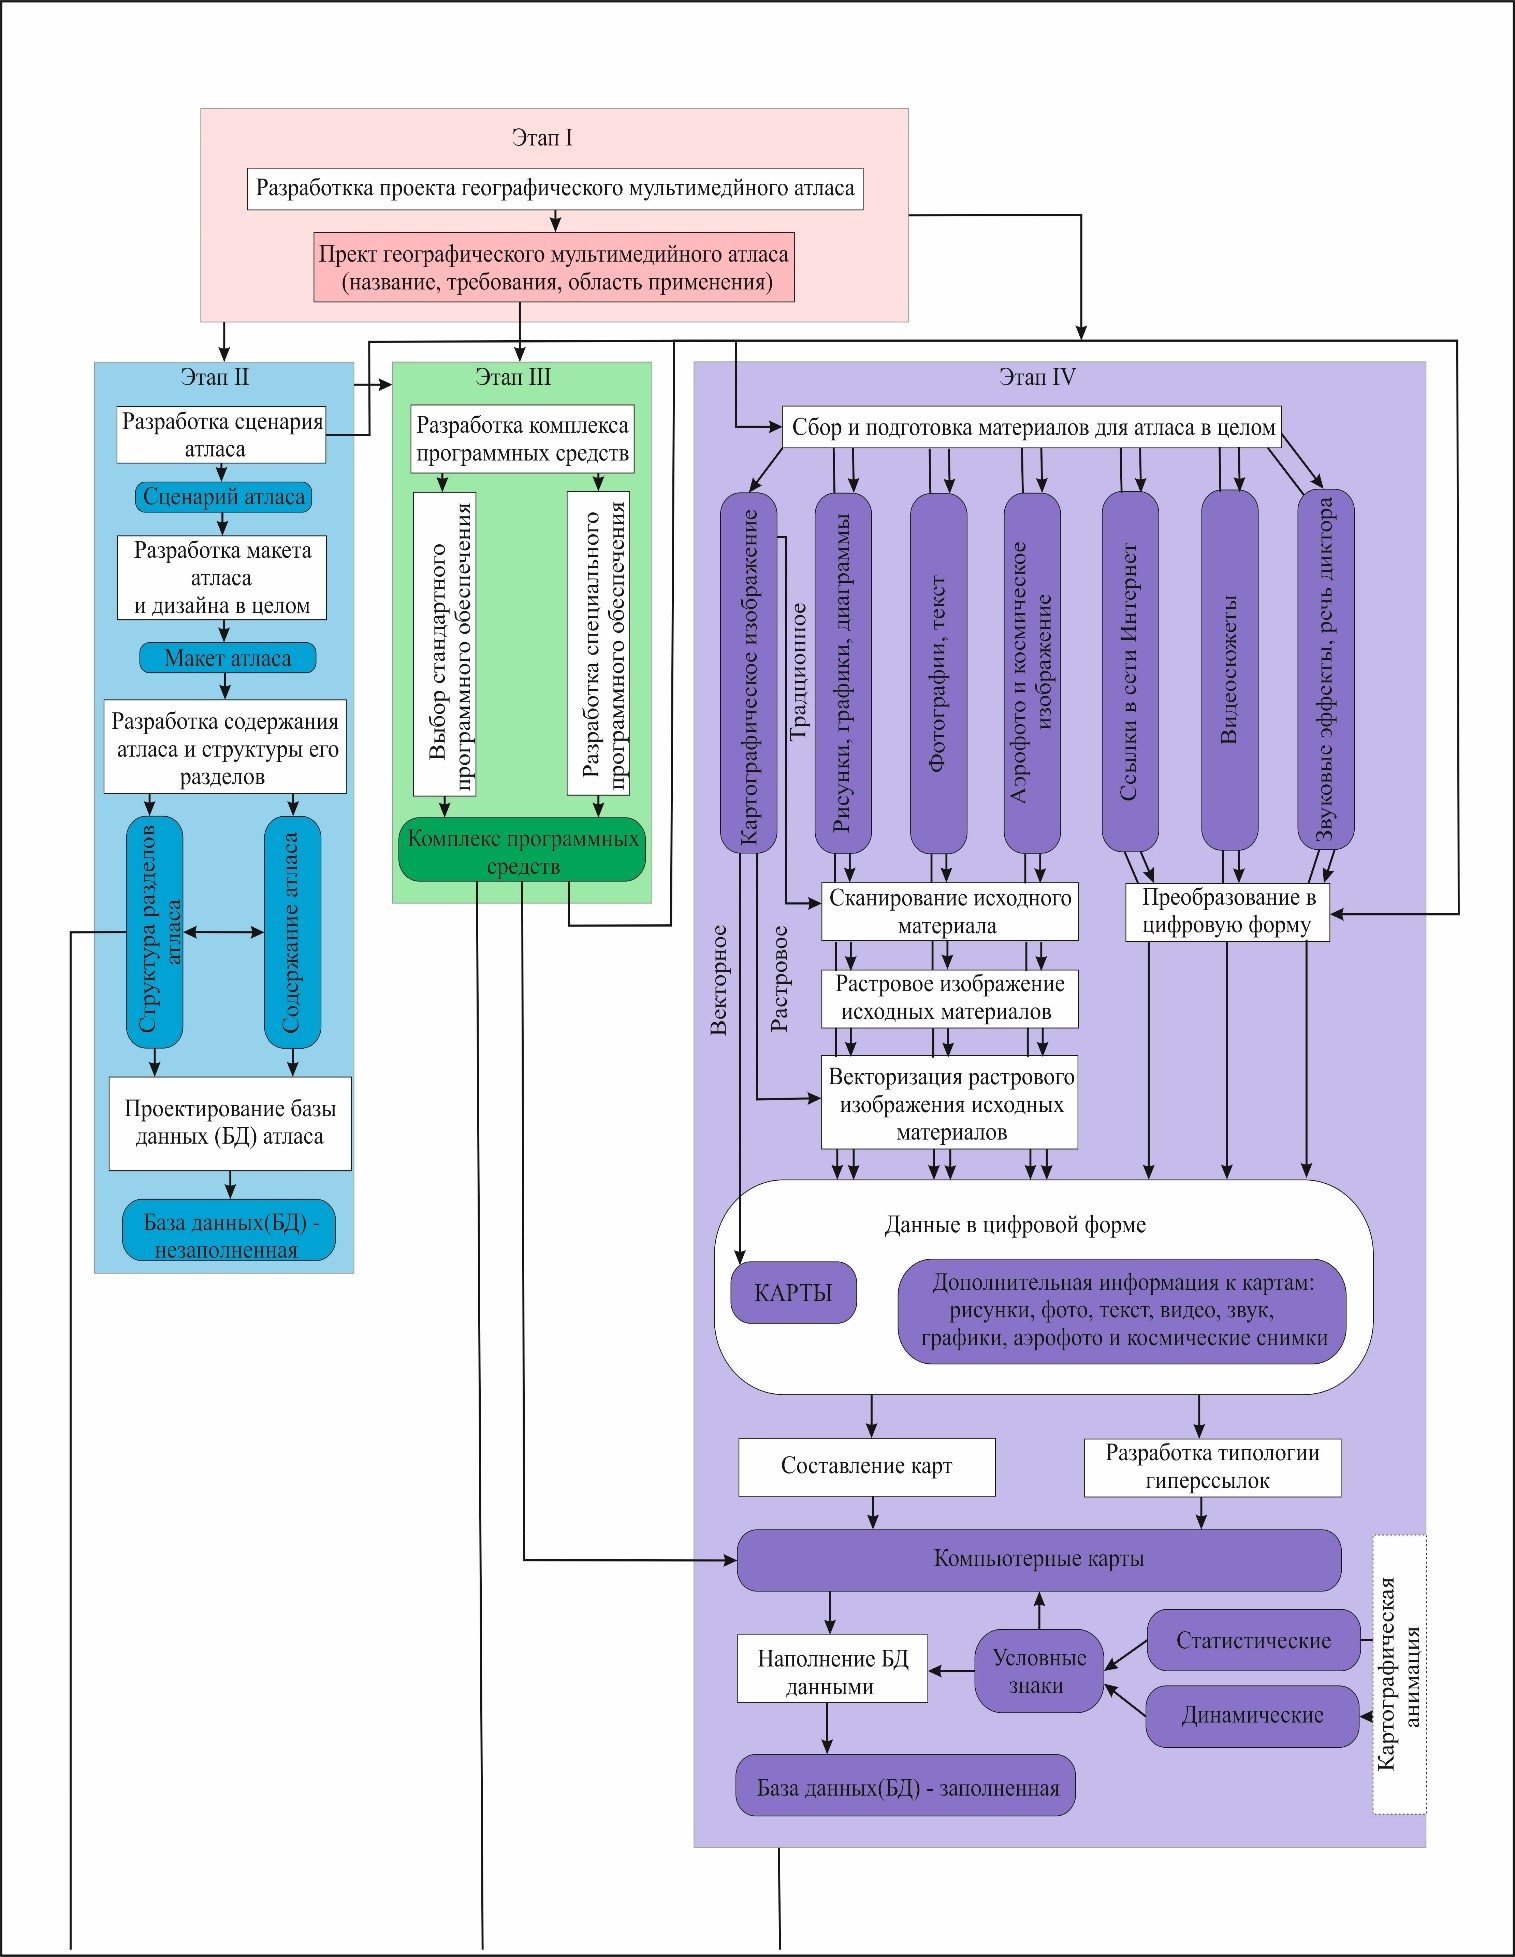 Этап I
Разработкка проекта географического мультимедйного атласа
Прект географического мультимедийного атласа
(название, требования, область применения)
Этап II
Разработка сценария
атласа
Сценарий атласа
Разработка макета
атласа
и дизайна в целом
Макет атласа
Разработка содержания
атласа и структуры его
разделов
Структура разделов
атласа
Содержание атласа
Проектирование базы
данных (БД) атласа
База данных(БД) -
незаполненная
Этап III
Разработка комплекса
программных средств
Выбор стандартного
программного обеспечения
Разработка специального
программного обеспечения
Комплекс программных
средств
Этап IV
Сбор и подготовка материалов для атласа в целом
Картографическое изображение
Традционное
Рисунки, графики, диаграммы
Фотографии, текст
Аэрофото и космическое
изображение
Ссылки в сети Интернет
Видеосюжеты
Звуковые эффекты, речь диктора
Векторное
Растровое
Сканирование исходного
материала
Преобразование в
цифровую форму
Растровое изображение
исходных материалов
Векторизация растрового
изображения исходных
материалов
Данные в цифровой форме
КАРТЫ
Дополнительная информация к картам:
рисунки, фото, текст, видео, звук,
графики, аэрофото и космические снимки
Составление карт
Разработка типологии
гиперссылок
Компьютерные карты
Наполнение БД
данными
Условные
знаки
Статистические
Динамические
Картографическая
анимация
База данных(БД) - заполненная